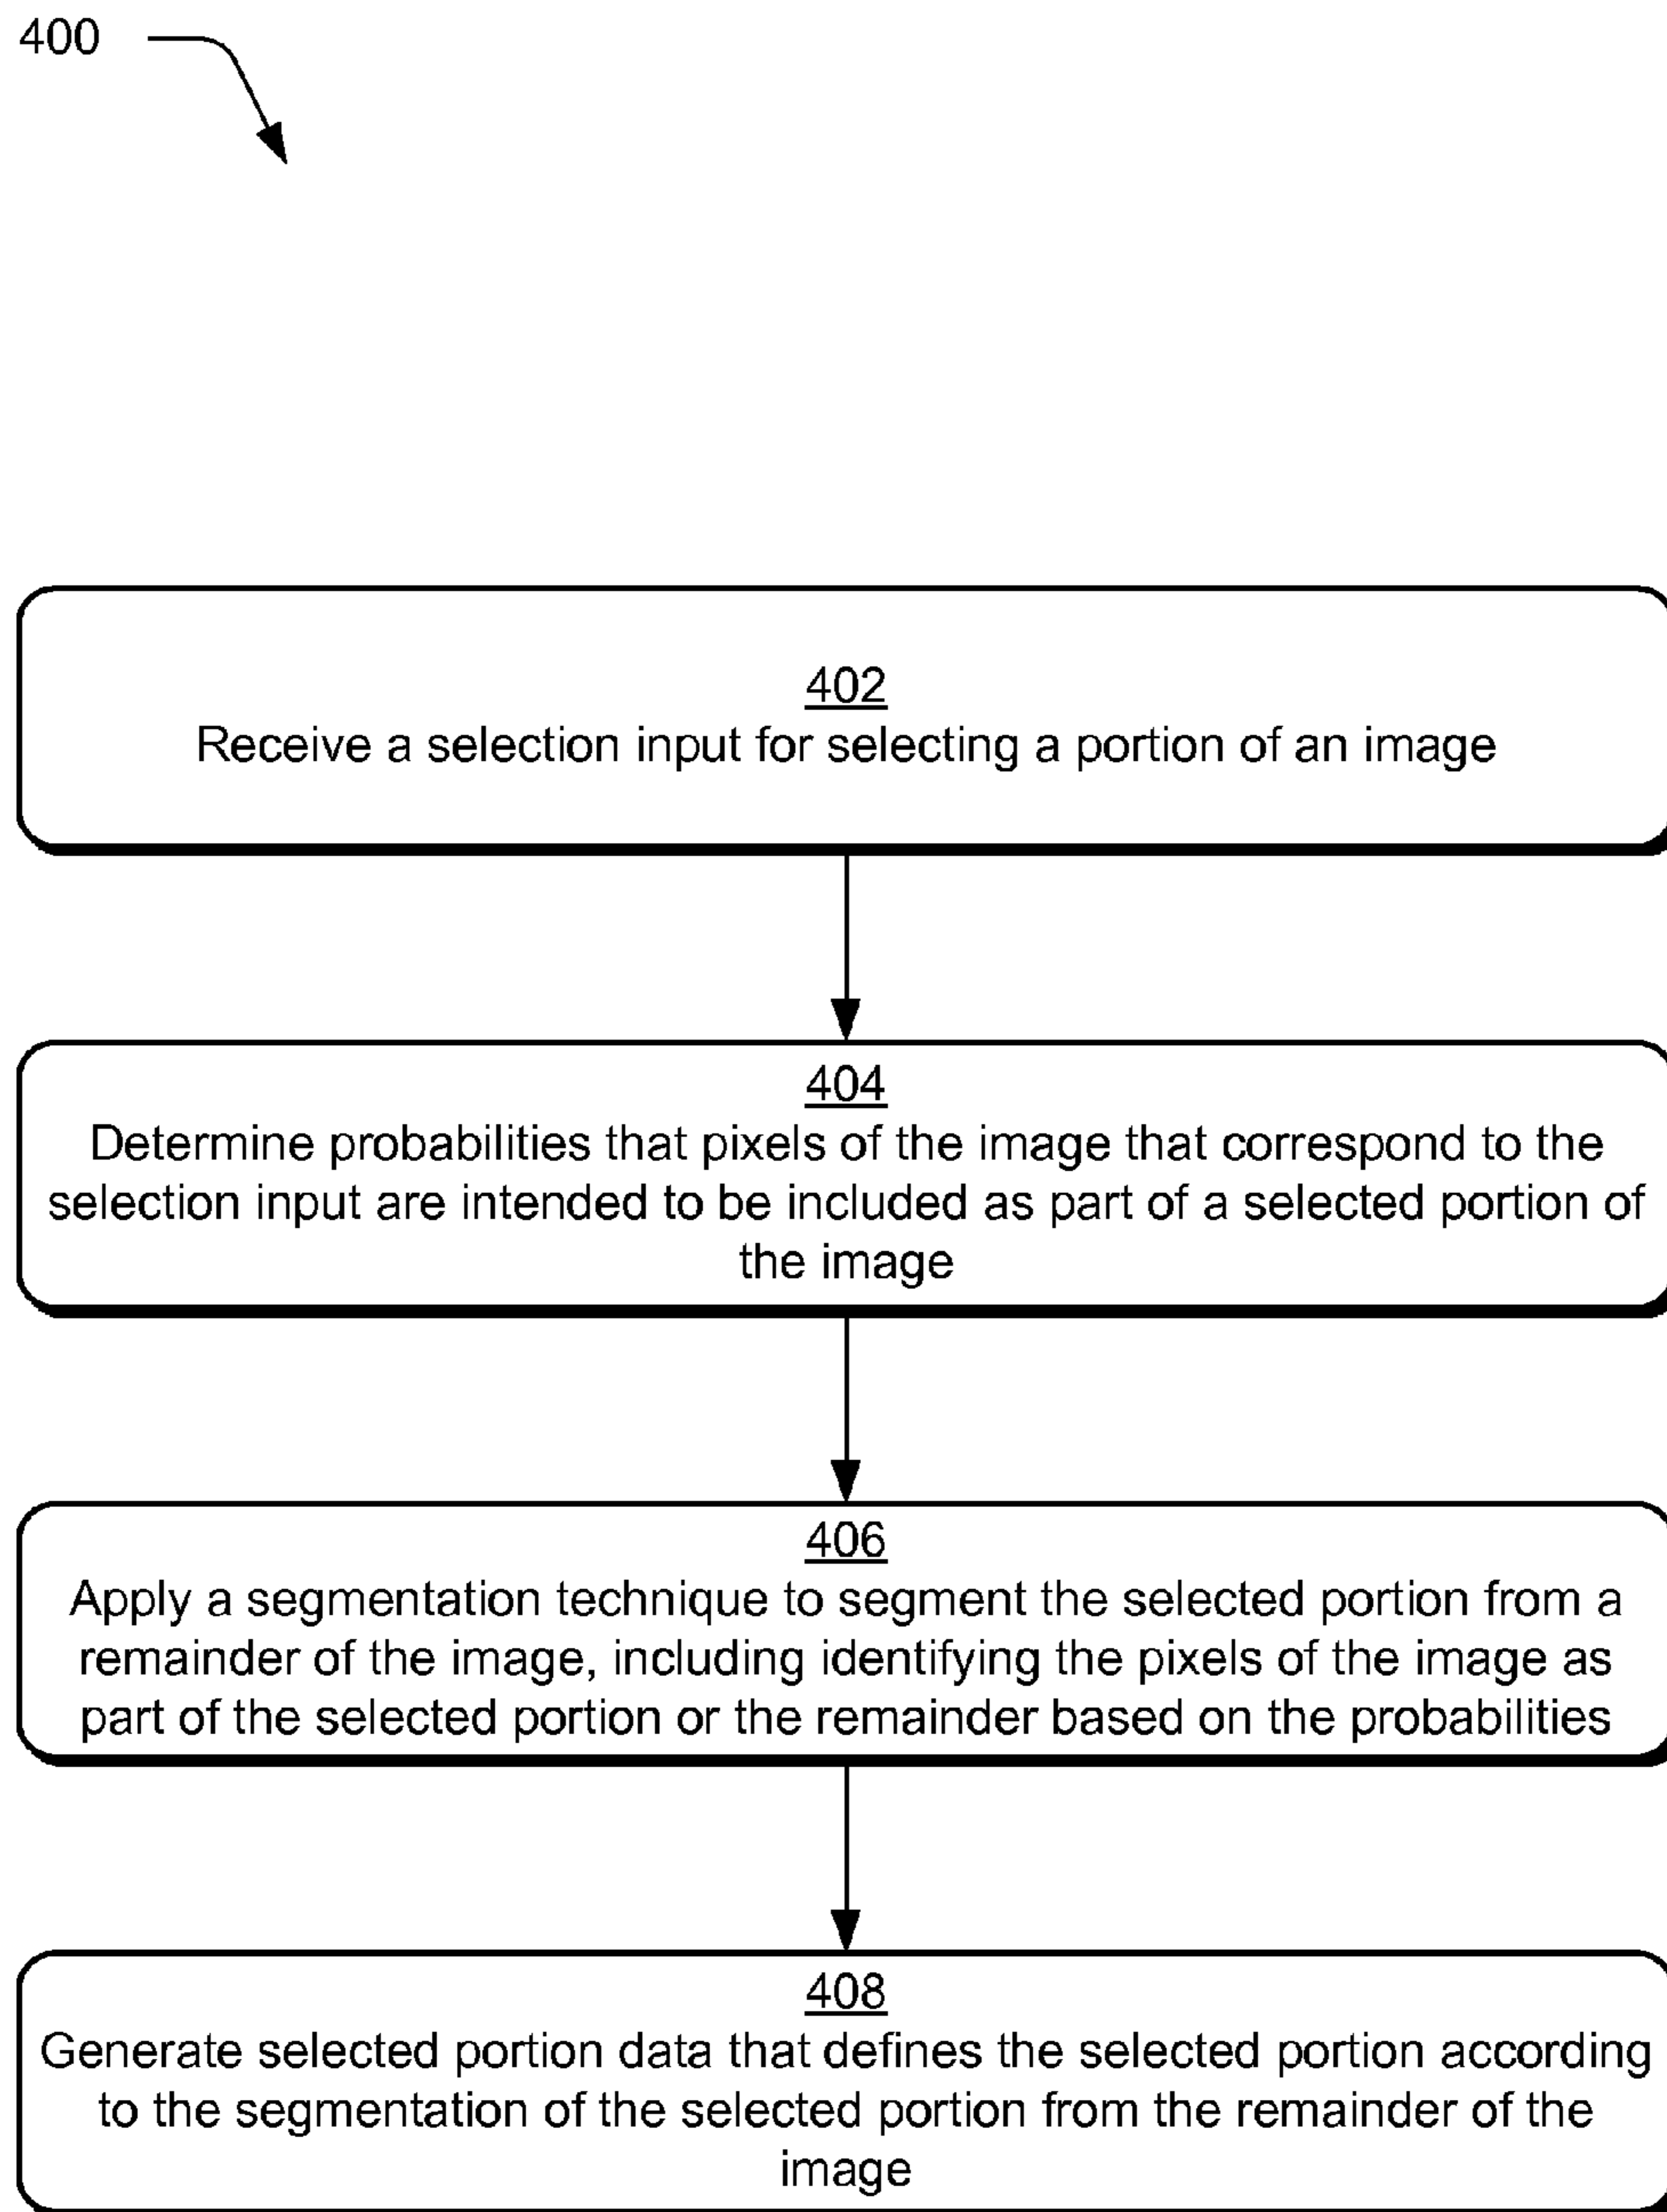 400
402
Receive a selection input for selecting a portion of an image
404
Determine probabilities that pixels of the image that correspond to the
selection input are intended to be included as part of a selected portion of
the image
406
Apply a segmentation technique to segment the selected portion from a
remainder of the image, including identifying the pixels of the image as
part of the selected portion or the remainder based on the probabilities
408
Generate selected portion data that defines the selected portion according
to the segmentation of the selected portion from the remainder of the
image